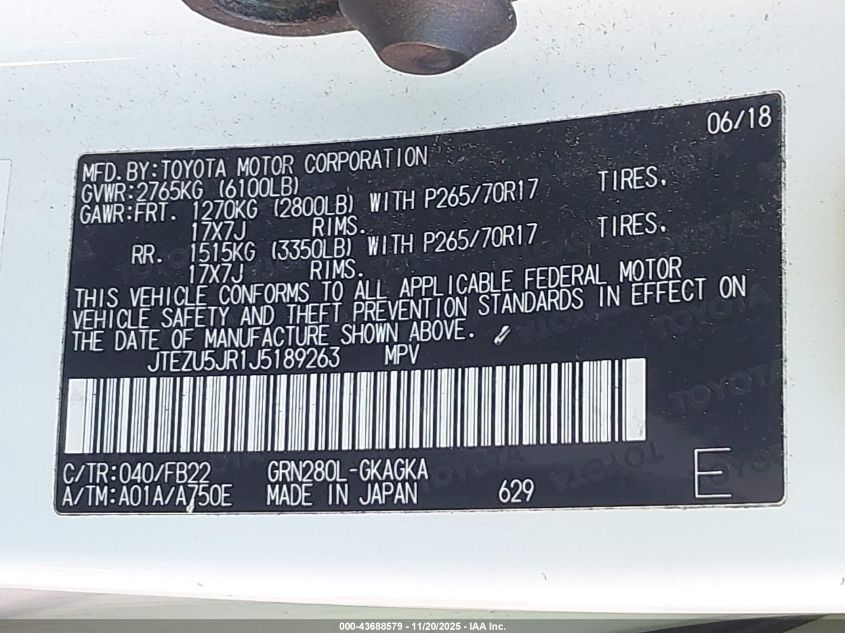 06/18
MFD. BY: TOYOTA MOTOR CORPORATION
GVWR: 2765KG (6100LB)
GAWR: FRT. 1270KG (2800LB) WITH P265/70R17 TIRES,
17X7J RIMS.
RR. 1515KG (3350LB) WITH P265/70R17 TIRES,
17X7J RIMS.
THIS VEHICLE CONFORMS TO ALL APPLICABLE FEDERAL MOTOR
VEHICLE SAFETY AND THEFT PREVENTION STANDARDS IN EFFECT ON
THE DATE OF MANUFACTURE SHOWN ABOVE.
JTEZU5JR1J5189263 MPV
C/TR: 040/FB22 GRN280L-GKAGKA
A/TM: A01A/A750E MADE IN JAPAN 629 E
000-43688579 - 11/20/2025 - IAA Inc.